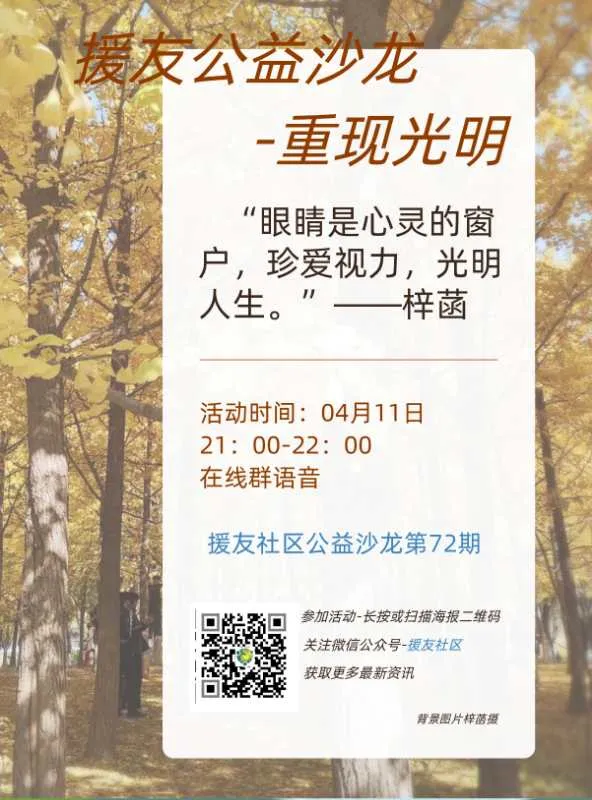 援友公益沙龙
-重现光明
“眼睛是心灵的窗
户，珍爱视力，光明
人生。” ——梓菡
活动时间：04月11日
21：00-22：00
在线群语音
援友社区公益沙龙第72期
参加活动-长按或扫描海报二维码
关注微信公众号-援友社区
获取更多最新资讯
背景图片梓菡摄